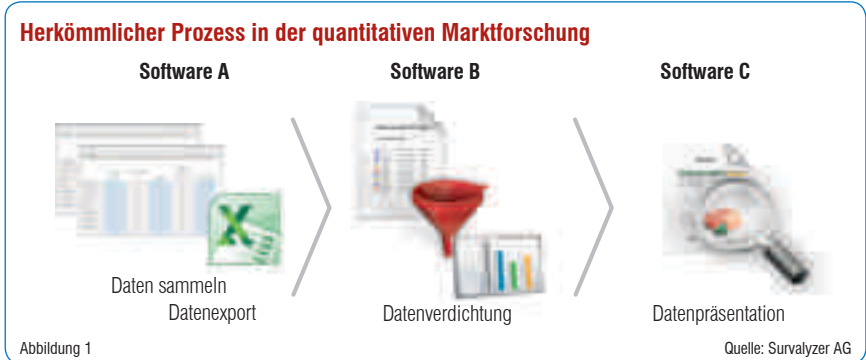 Herkömmlicher Prozess in der quantitativen Marktforschung
Software A
Software B
Software C
Daten sammeln
Datenexport
Datenverdichtung
Datenpräsentation
Abbildung 1
Quelle: Survalyzer AG